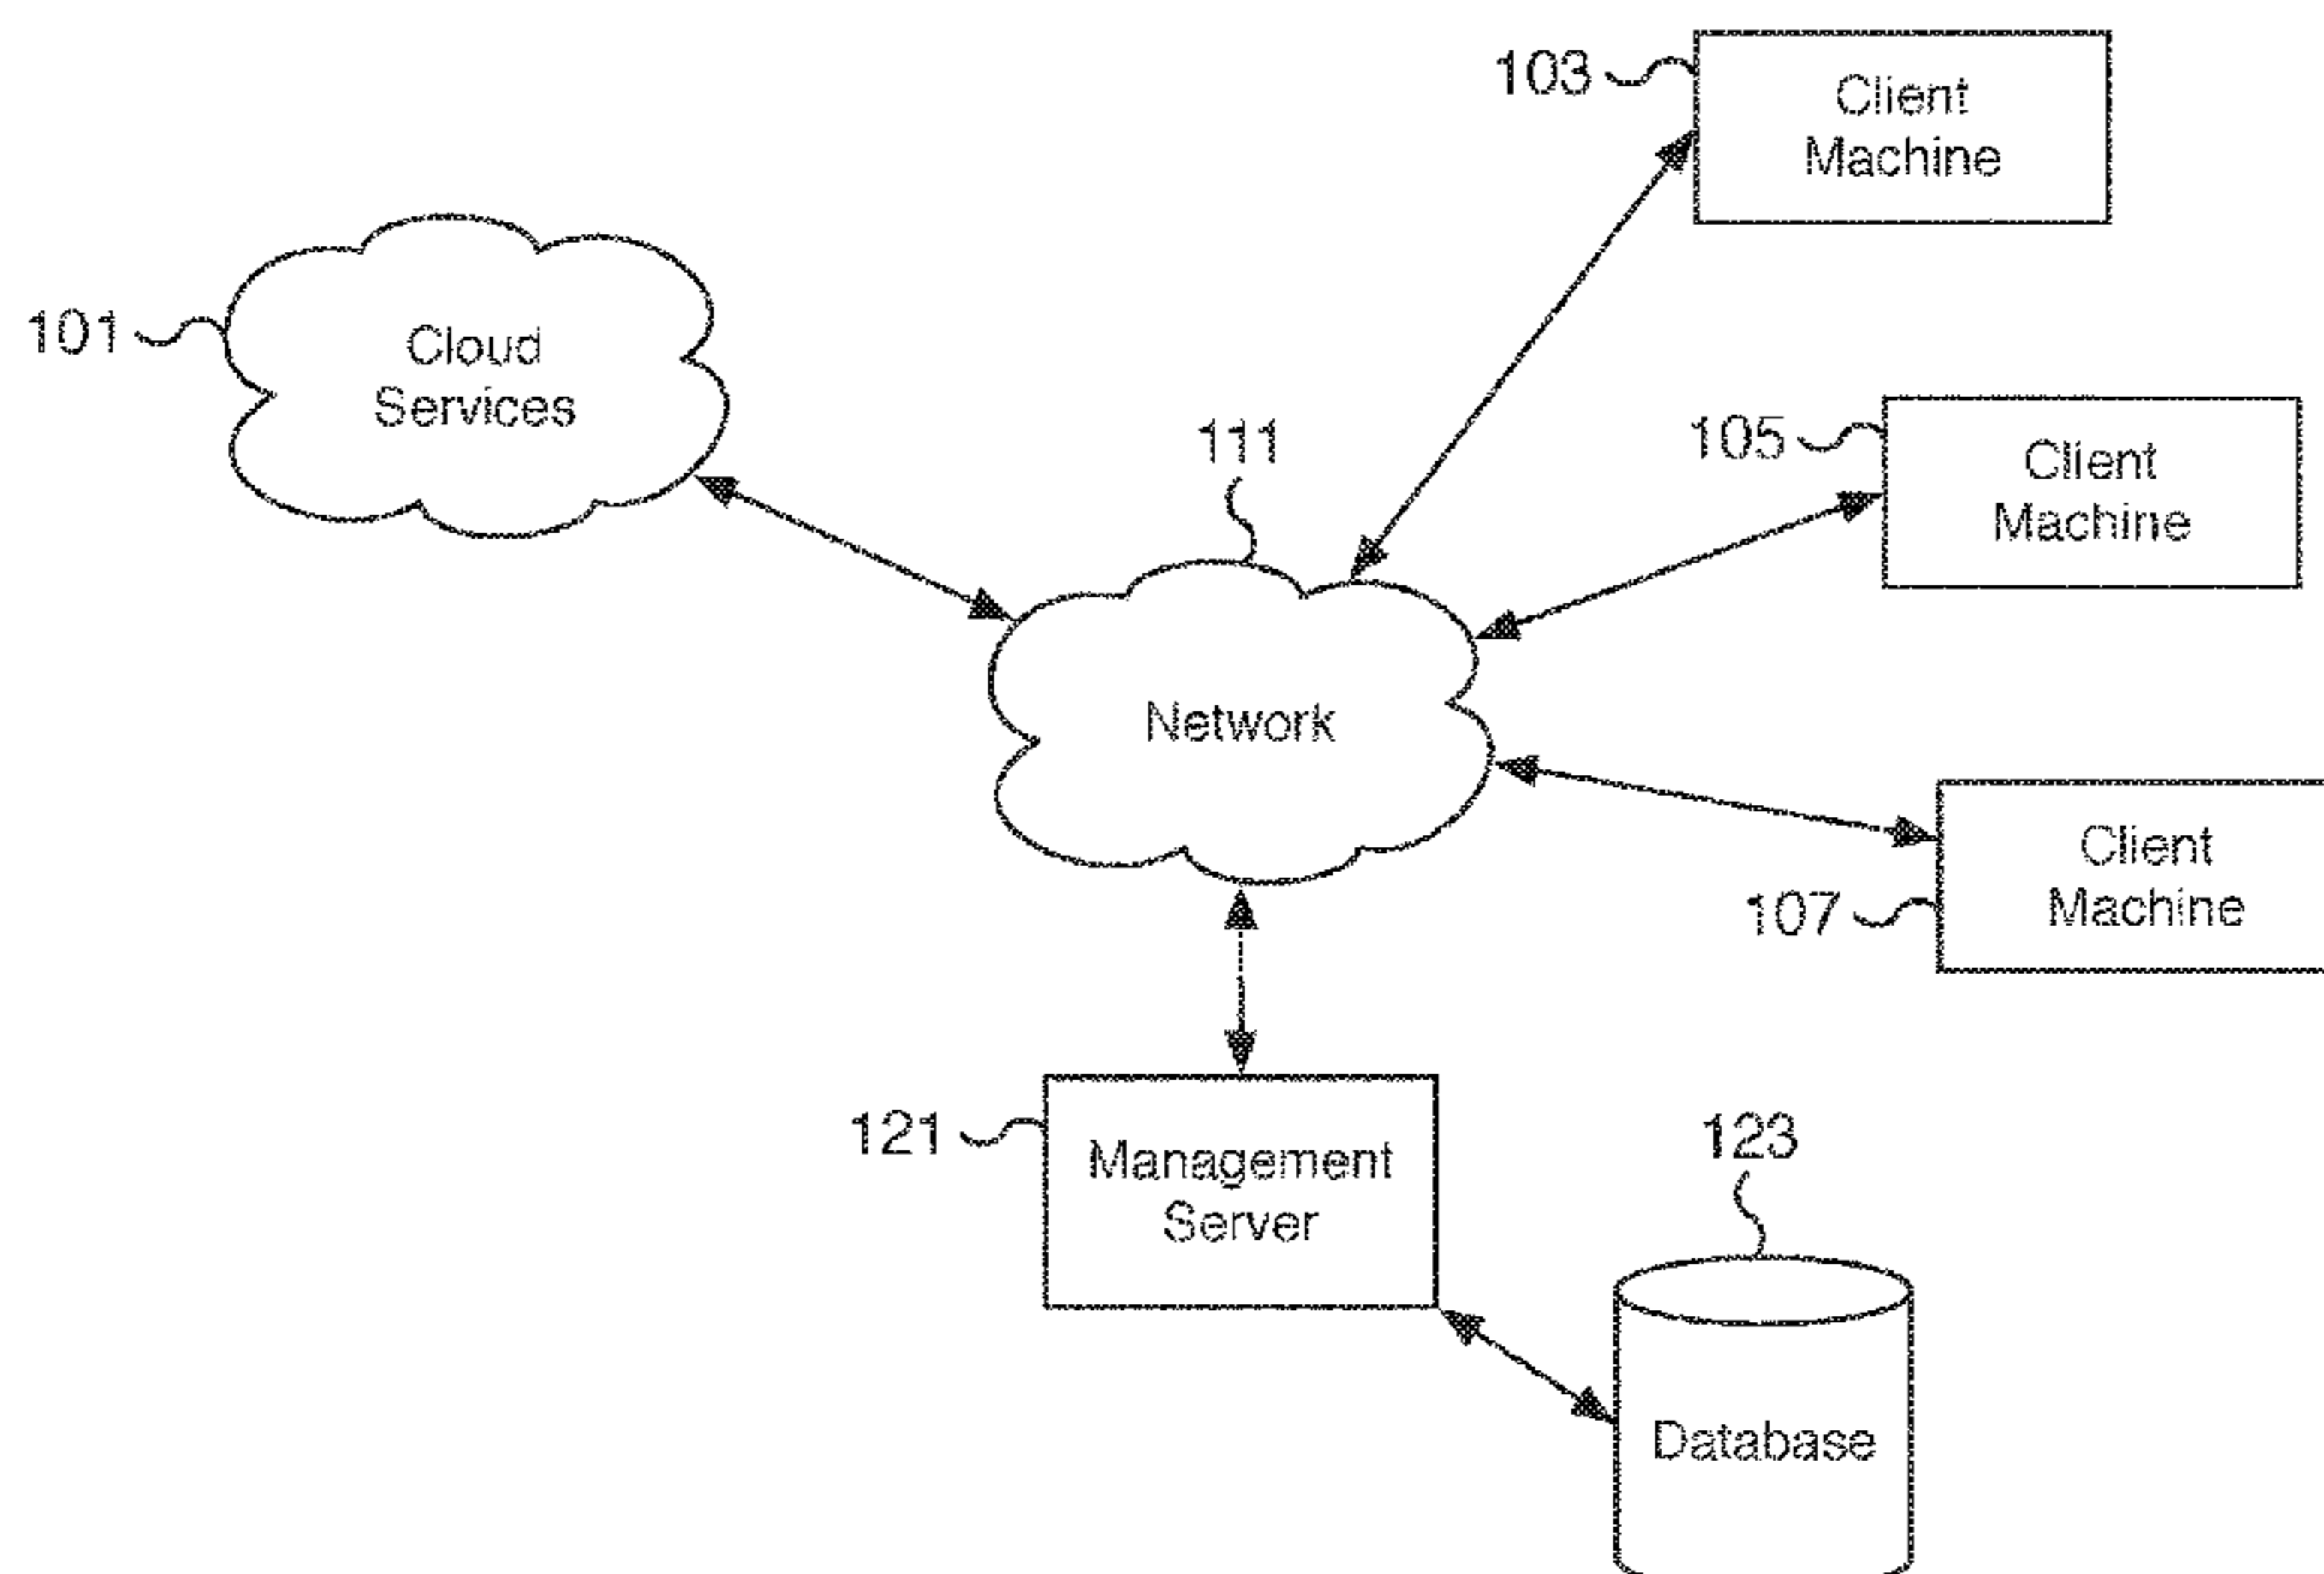 103
Client
Machine
101
Cloud
Services
111
105
Client
Machine
Network
107
Client
Machine
121
Management
Server
123
Database